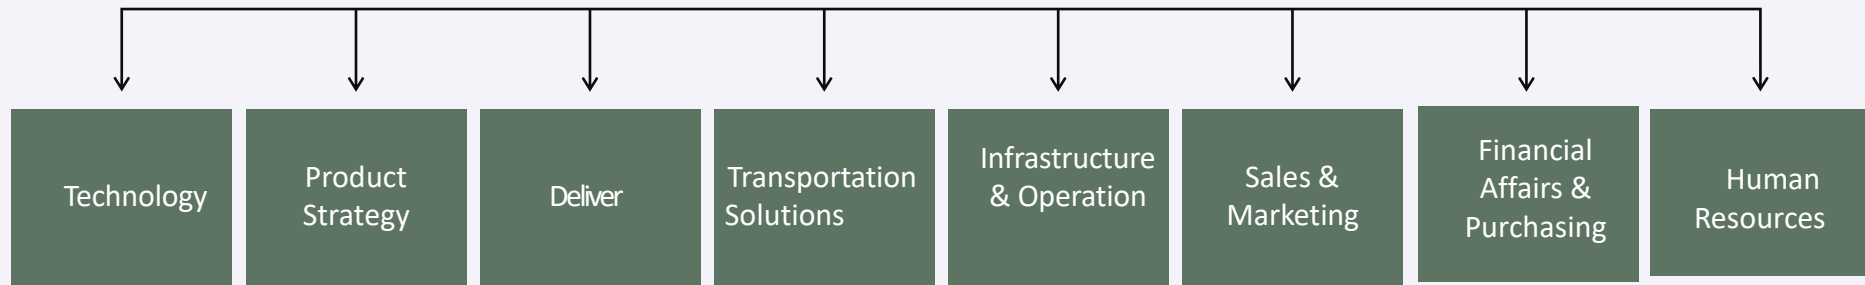 Technology
Product
Strategy
Deliver
Transportation
Solutions
Infrastructure
& Operation
Sales &
Marketing
Financial
Affairs &
Purchasing
Human
Resources